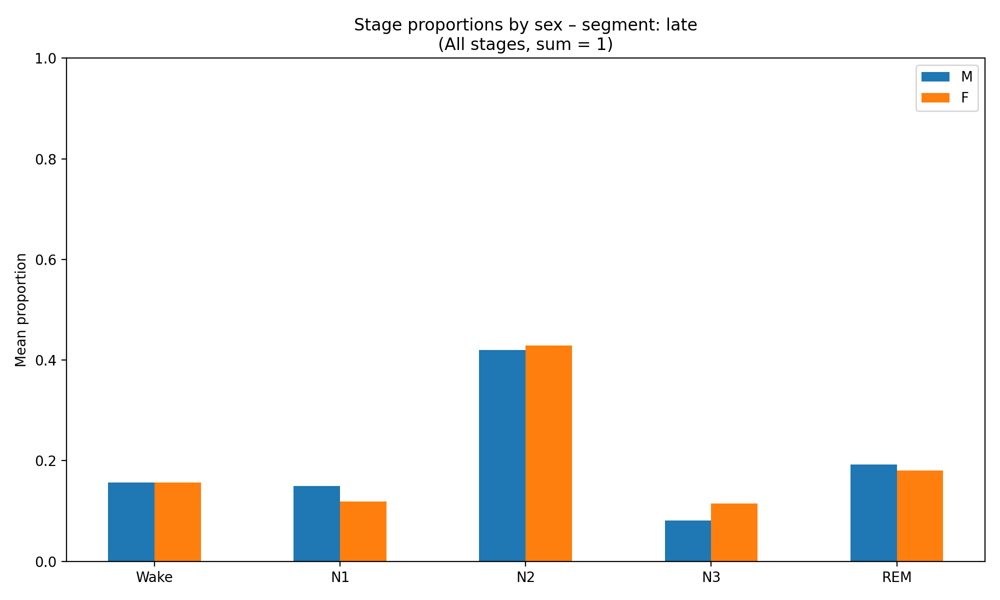 Stage proportions by sex – segment: late
(All stages, sum = 1)
1.0
0.8
0.6
0.4
0.2
0.0
Mean proportion
M
F
Wake
N1
N2
N3
REM